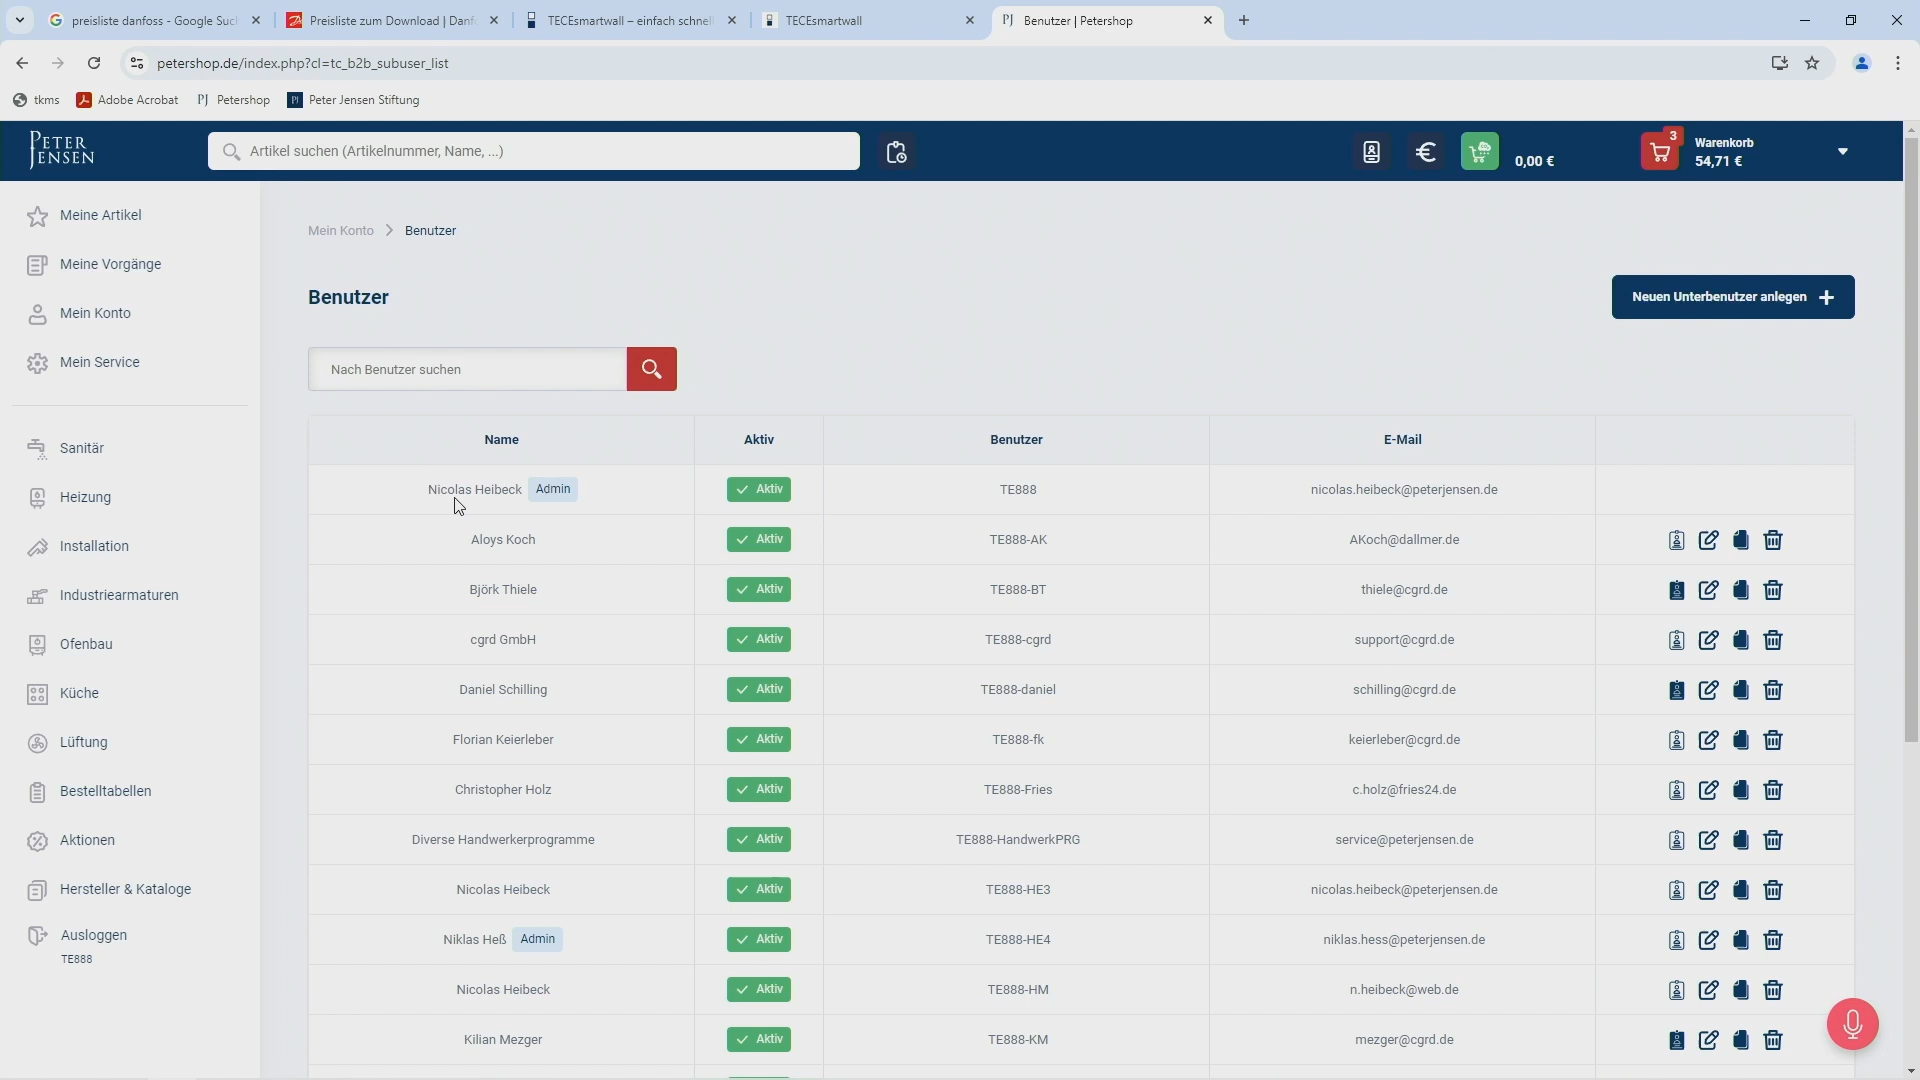 preisliste danfoss - Google Suc
Preisliste zum Download | Danf
TECEsmartwall – einfach schnel
TECEsmartwall
Benutzer | Petershop
petershop.de/index.php?cl=tc_b2b_subuser_list
tkms
Adobe Acrobat
PJ Petershop
PJ Peter Jensen Stiftung
PETER
JENSEN
Artikel suchen (Artikelnummer, Name, ...)
0,00 €
3
Warenkorb
54,71 €
Meine Artikel
Meine Vorgänge
Mein Konto
Mein Service
Sanitär
Heizung
Installation
Industriearmaturen
Ofenbau
Küche
Lüftung
Bestelltabellen
Aktionen
Hersteller & Kataloge
Ausloggen
TE888
Mein Konto > Benutzer
Benutzer
Neuen Unterbenutzer anlegen +
Nach Benutzer suchen
Name Aktiv Benutzer E-Mail
Nicolas Heibeck Admin Aktiv TE888 nicolas.heibeck@peterjensen.de
Aloys Koch Aktiv TE888-AK AKoch@dallmer.de
Björk Thiele Aktiv TE888-BT thiele@cgrd.de
cgrd GmbH Aktiv TE888-cgrd support@cgrd.de
Daniel Schilling Aktiv TE888-daniel schilling@cgrd.de
Florian Keierleber Aktiv TE888-fk keierleber@cgrd.de
Christopher Holz Aktiv TE888-Fries c.holz@fries24.de
Diverse Handwerkerprogramme Aktiv TE888-HandwerkPRG service@peterjensen.de
Nicolas Heibeck Aktiv TE888-HE3 nicolas.heibeck@peterjensen.de
Niklas Heß Admin Aktiv TE888-HE4 niklas.hess@peterjensen.de
Nicolas Heibeck Aktiv TE888-HM n.heibeck@web.de
Kilian Mezger Aktiv TE888-KM mezger@cgrd.de